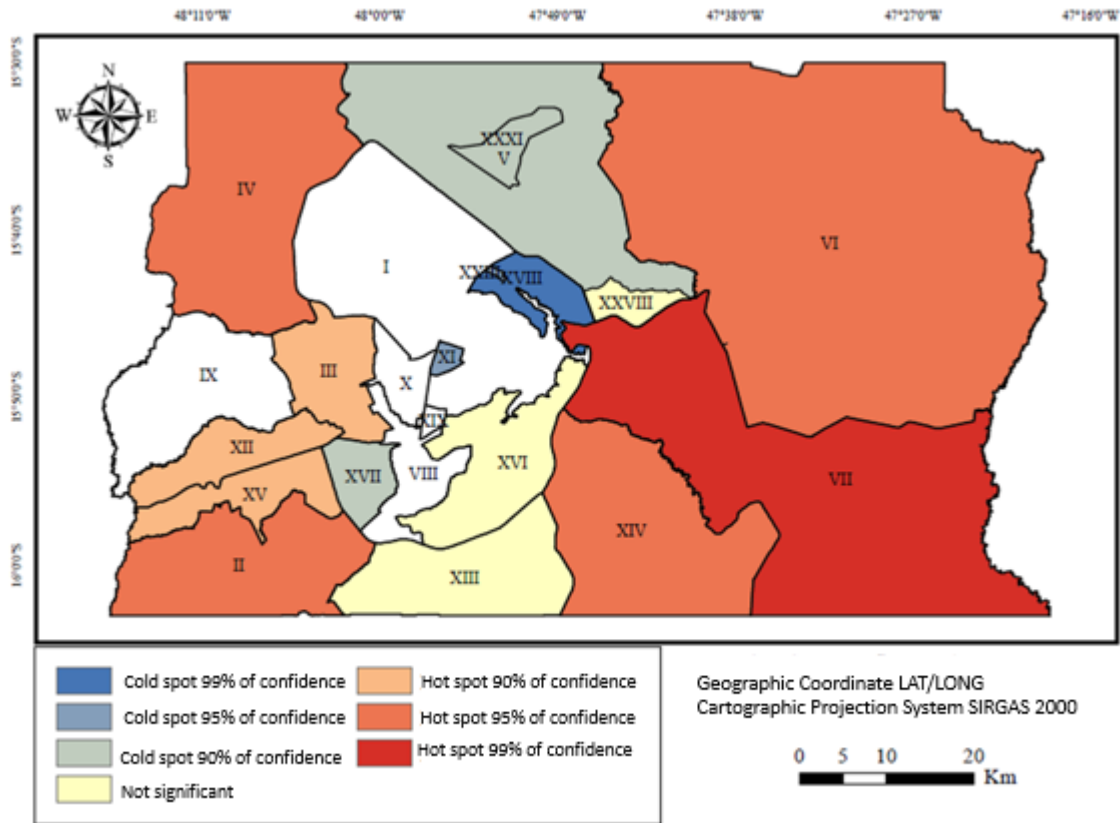 48°11'0"W 48°0'0"W 47°49'0"W 47°38'0"W 47°27'0"W 47°16'0"W
15°30'0"S
15°40'0"S
15°50'0"S
16°0'0"S
N
W E
S
XXXI
V
IV
VI
I
XVIII
XXVIII
XI
IX
III
X
XIX
XII
XVII
VIII
XVI
XV
VII
XIV
II
XIII
Cold spot 99% of confidence
Cold spot 95% of confidence
Cold spot 90% of confidence
Not significant
Hot spot 90% of confidence
Hot spot 95% of confidence
Hot spot 99% of confidence
Geographic Coordinate LAT/LONG
Cartographic Projection System SIRGAS 2000
0 5 10 20
Km